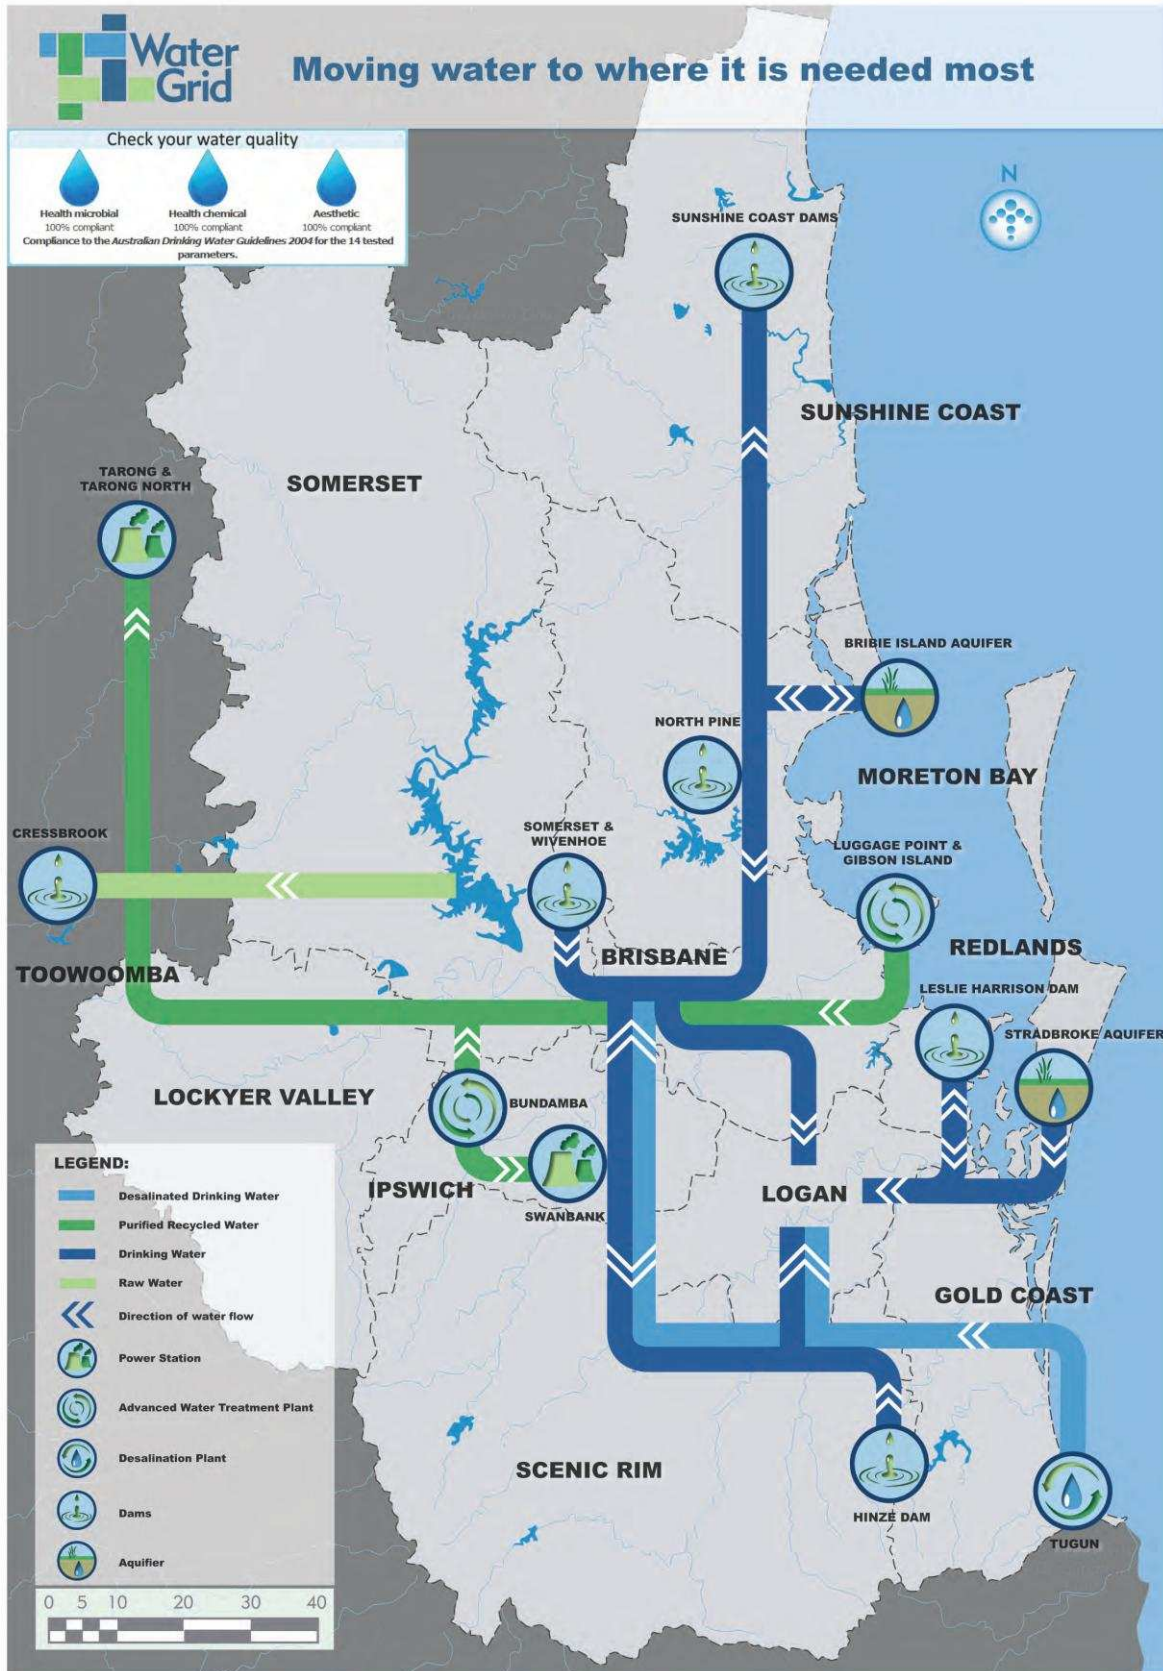 Water
Grid
Moving water to where it is needed most
Check your water quality
Health microbial
100% compliant
Health chemical
100% compliant
Aesthetic
100% compliant
Compliance to the Australian Drinking Water Guidelines 2004 for the 14 tested
parameters.
N
SUNSHINE COAST DAMS
SUNSHINE COAST
TARONG &
TARONG NORTH
SOMERSET
BRIBIE ISLAND AQUIFER
NORTH PINE
MORETON BAY
CRESSBROOK
SOMERSET &
WIVENHOE
LUGGAGE POINT &
GIBSON ISLAND
TOOWOOMBA
BRISBANE
REDLANDS
LESLIE HARRISON DAM
STRADBROKE AQUIFER
LOCKYER VALLEY
BUNDAMBA
IPSWICH
SWANBANK
LOGAN
GOLD COAST
SCENIC RIM
HINZE DAM
TUGUN
LEGEND:
Desalinated Drinking Water
Purified Recycled Water
Drinking Water
Raw Water
Direction of water flow
Power Station
Advanced Water Treatment Plant
Desalination Plant
Dams
Aquifier
0 5 10 20 30 40